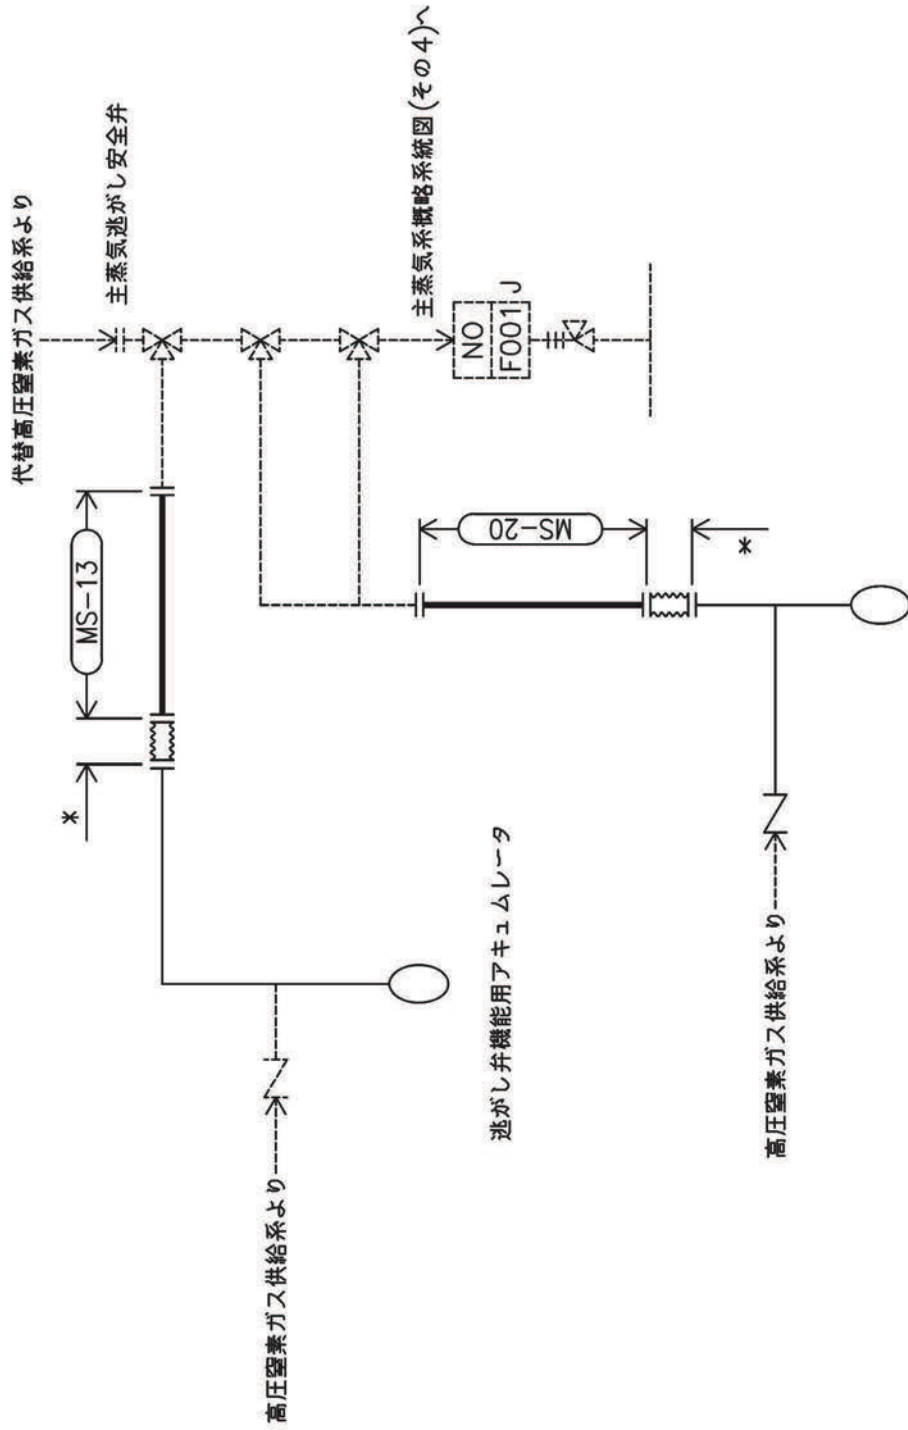 代替高圧窒素ガス供給系より
主蒸気逃がし安全弁
MS-13
*
主蒸気系概略系統図(その4)へ
NO
F001
J
MS-20
*
逃がし弁機能用アキュムレータ
高圧窒素ガス供給系より
高圧窒素ガス供給系より